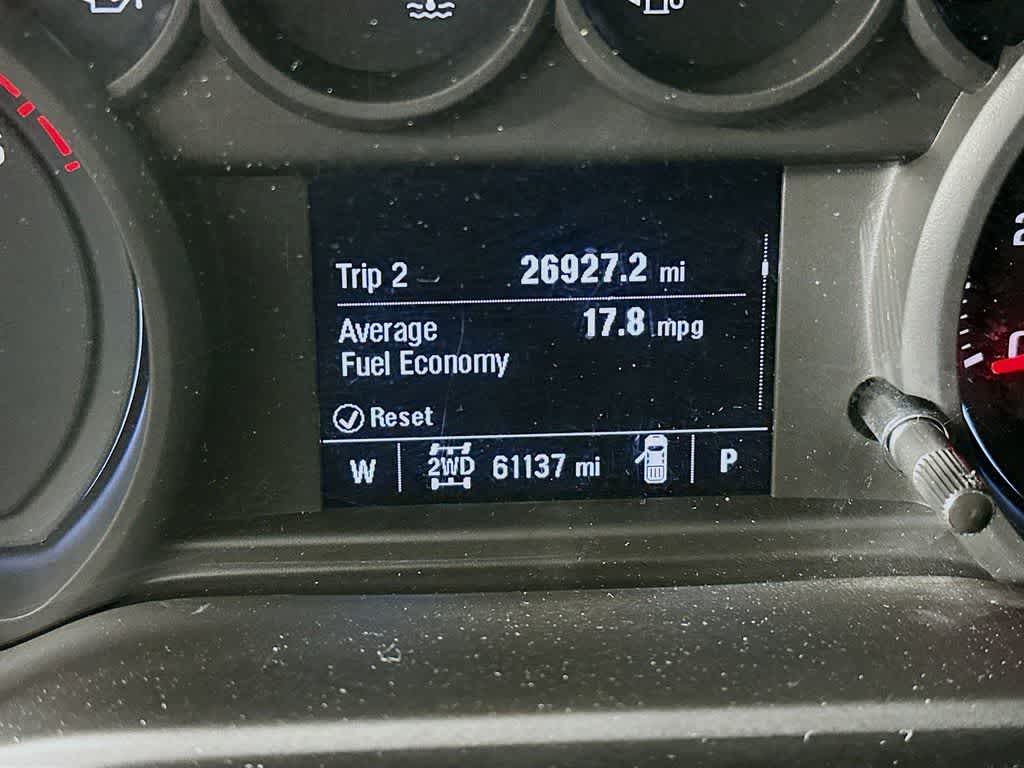 Trip 2 26927.2 mi
Average 17.8 mpg
Fuel Economy
Reset
W 2WD 61137 mi P